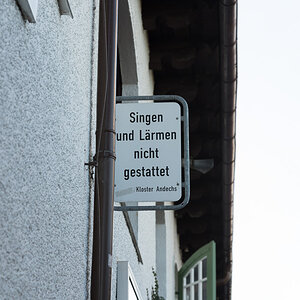 Singen
und Lärmen
nicht
gestattet
Kloster Andechs